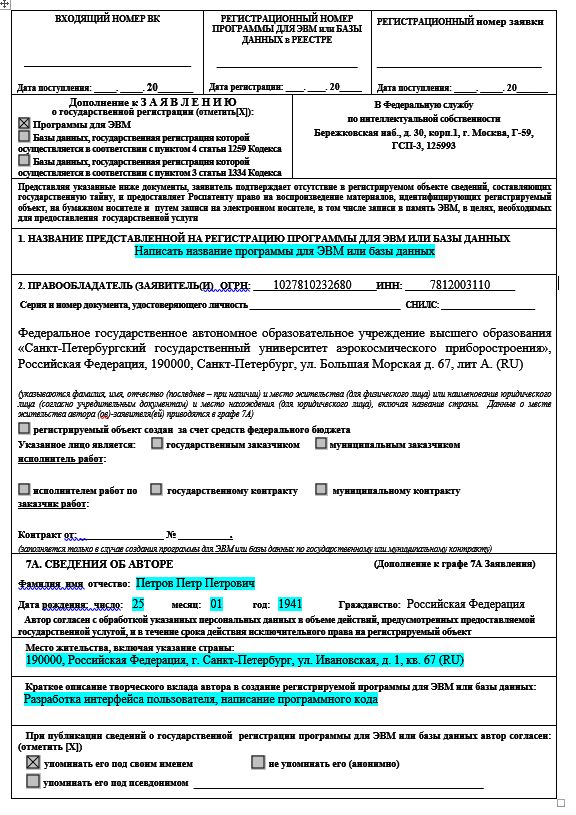 ВХОДЯЩИЙ НОМЕР ВК
Дата поступления: ____. ____. 20______
РЕГИСТРАЦИОННЫЙ НОМЕР
ПРОГРАММЫ ДЛЯ ЭВМ или БАЗЫ
ДАННЫХ в РЕЕСТРЕ
Дата регистрации: ____. ____. 20____
РЕГИСТРАЦИОННЫЙ номер заявки
Дата поступления: ____. ____. 20______
Дополнение к З А Я В Л Е Н И Ю
о государственной регистрации (отметить[X]):
Программы для ЭВМ
Базы данных, государственная регистрация которой
осуществляется в соответствии с пунктом 4 статьи 1259 Кодекса
Базы данных, государственная регистрация которой
осуществляется в соответствии с пунктом 3 статьи 1334 Кодекса
В Федеральную службу
по интеллектуальной собственности
Бережковская наб., д. 30, корп.1, г. Москва, Г-59,
ГСП-3, 125993
Представляя указанные ниже документы, заявитель подтверждает отсутствие в регистрируемом объекте сведений, составляющих
государственную тайну, и предоставляет Роспатенту право на воспроизведение материалов, идентифицирующих регистрируемый
объект, на бумажном носителе и путем записи на электронном носителе, в том числе записи в память ЭВМ, в целях, необходимых
для предоставления государственной услуги
1. НАЗВАНИЕ ПРЕДСТАВЛЕННОЙ НА РЕГИСТРАЦИЮ ПРОГРАММЫ ДЛЯ ЭВМ ИЛИ БАЗЫ ДАННЫХ
Написать название программы для ЭВМ или базы данных
2. ПРАВООБЛАДАТЕЛЬ (ЗАЯВИТЕЛЬ(И) ОГРН: 1027810232680 ИНН: 7812003110
Серия и номер документа, удостоверяющего личность ____________ СНИЛС: ____________
Федеральное государственное автономное образовательное учреждение высшего образования
«Санкт-Петербургский государственный университет аэрокосмического приборостроения»,
Российская Федерация, 190000, Санкт-Петербург, ул. Большая Морская д. 67, лит А. (RU)
(указываются фамилия, имя, отчество (последнее – при наличии) и место жительства (для физического лица) или наименование юридического
лица (согласно учредительным документам) и место нахождения (для юридического лица), включая название страны. Данные о месте
жительства автора (ов)-заявителя(ей) приводятся в графе 7А)
регистрируемый объект создан за счет средств федерального бюджета
Указанное лицо является: государственным заказчиком муниципальным заказчиком
исполнитель работ:
исполнителем работ по государственному контракту муниципальному контракту
заказчик работ:
Контракт от: ____________ № ____________.
(заполняется только в случае создания программы для ЭВМ или базы данных по государственному или муниципальному контракту)
7А. СВЕДЕНИЯ ОБ АВТОРЕ (Дополнение к графе 7А Заявления)
Фамилия имя отчество: Петров Петр Петрович
Дата рождения: число: 25 месяц: 01 год: 1941 Гражданство: Российская Федерация
Автор согласен с обработкой указанных персональных данных в объеме действий, предусмотренных предоставляемой
государственной услугой, и в течение срока действия исключительного права на регистрируемый объект
Место жительства, включая указание страны:
190000, Российская Федерация, г. Санкт-Петербург, ул. Ивановская, д. 1, кв. 67 (RU)
Краткое описание творческого вклада автора в создание регистрируемой программы для ЭВМ или базы данных:
Разработка интерфейса пользователя, написание программного кода
При публикации сведений о государственной регистрации программы для ЭВМ или базы данных автор согласен:
(отметить [X])
упоминать его под своим именем не упоминать его (анонимно)
упоминать его под псевдонимом ____________